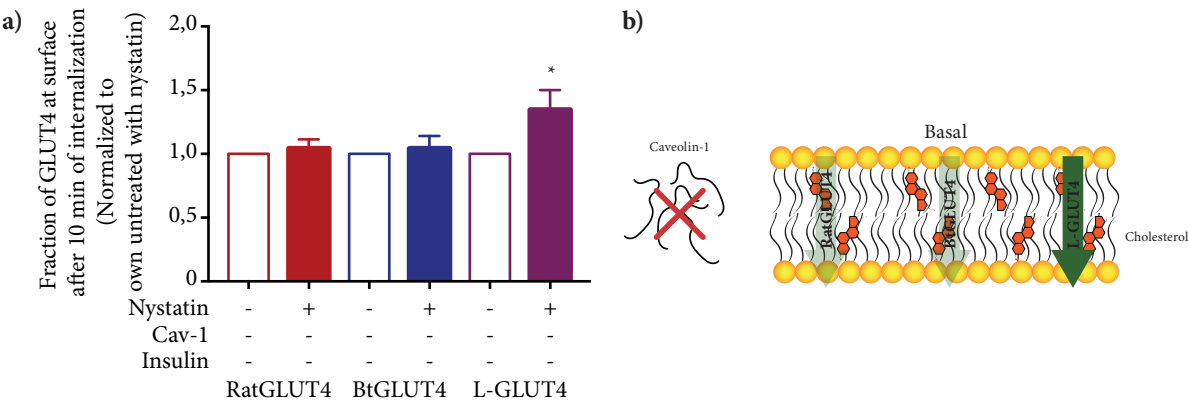 a)
Fraction of GLUT4 at surface
after 10 min of internalization
(Normalized to
own untreated with nystatin)
2,0
1,5
1,0
0,5
0
*
Nystatin - + - + - +
Cav-1 - - -
Insulin - - -
RatGLUT4 BtGLUT4 L-GLUT4
b)
Basal
Caveolin-1
RatGLUT4
BtGLUT4
L-GLUT4
Cholesterol